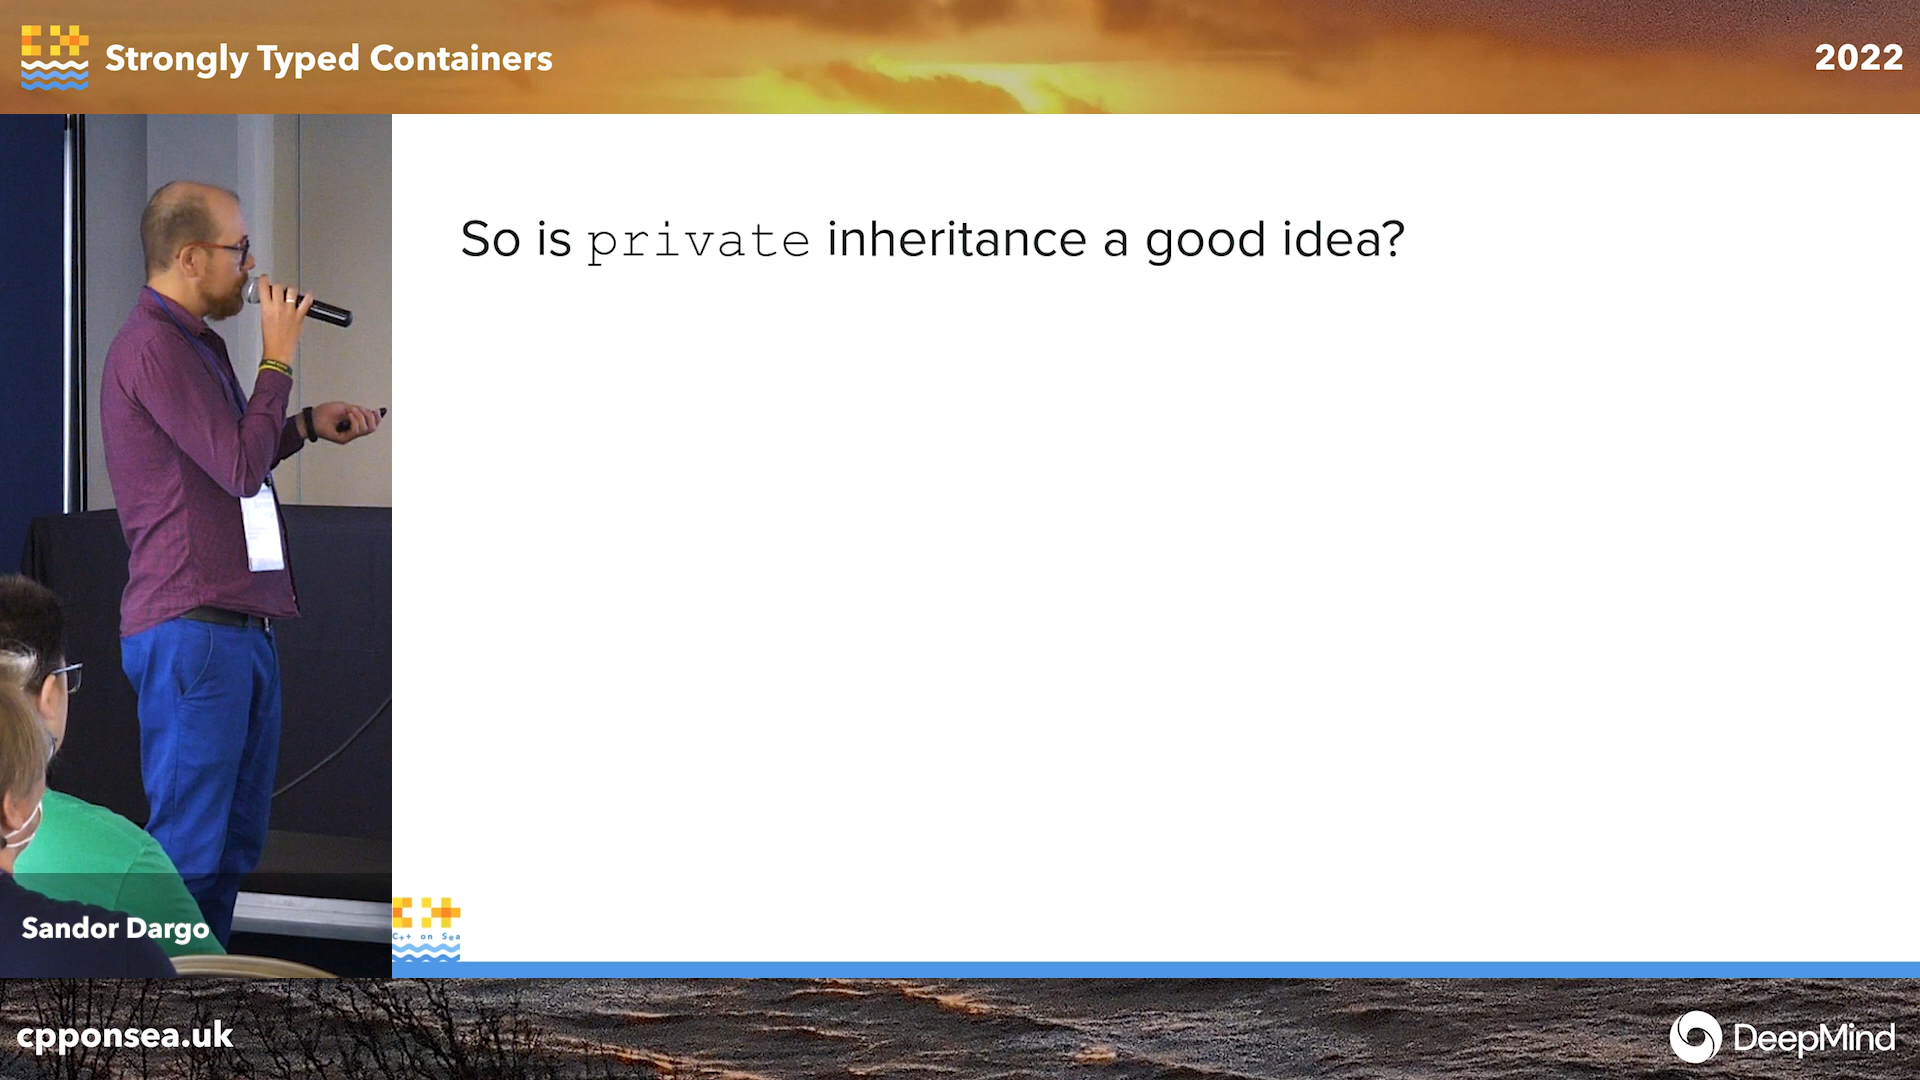 Strongly Typed Containers
2022
So is private inheritance a good idea?
Sandor Dargo
C++ on Sea
cpponsea.uk
DeepMind